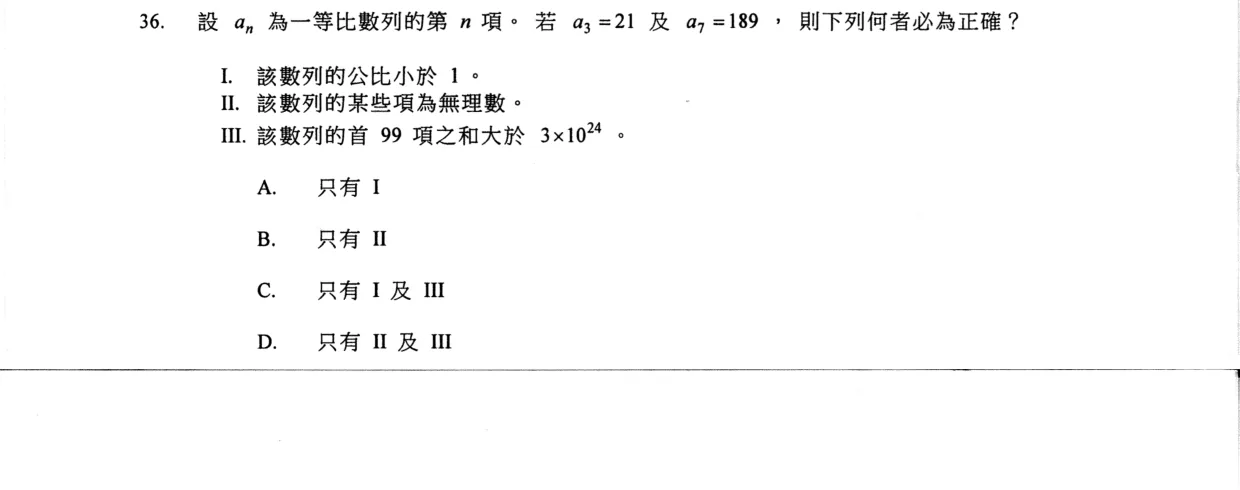 36. 設 aₙ 為一等比數列的第 n 項。若 a₃ = 21 及 a₇ = 189 , 則下列何者必為正確?
I. 該數列的公比小於 1 。
II. 該數列的某些項為無理數。
III. 該數列的首 99 項之和大於 3×10²⁴ 。
A. 只有 I
B. 只有 II
C. 只有 I 及 III
D. 只有 II 及 III